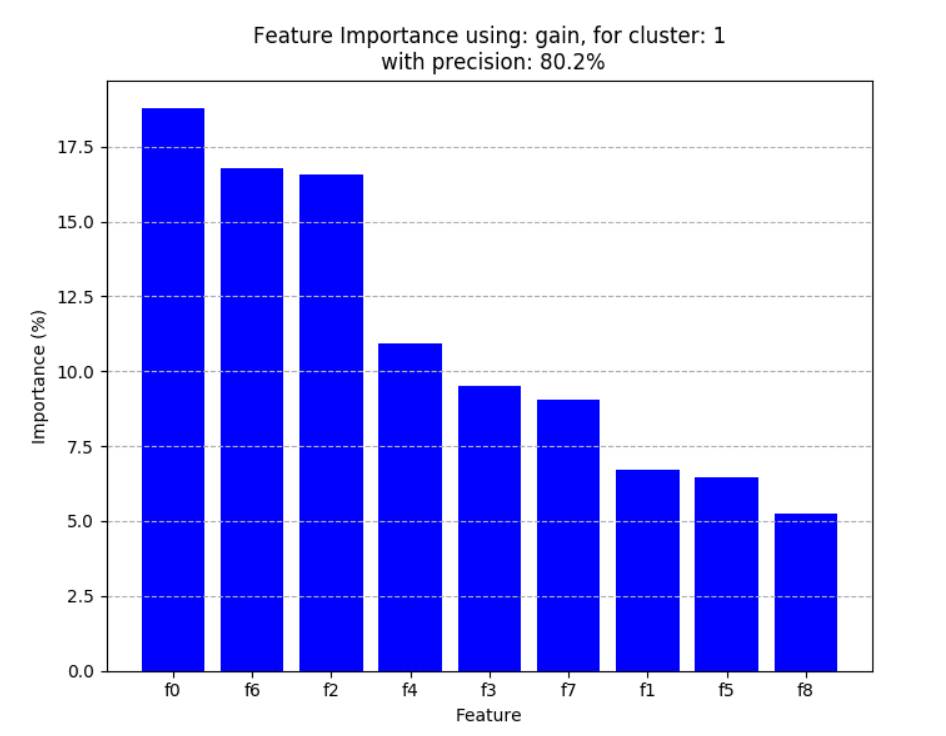 Feature Importance using: gain, for cluster: 1
with precision: 80.2%
Importance (%)
17.5
15.0
12.5
10.0
7.5
5.0
2.5
0.0
f0 f6 f2 f4 f3 f7 f1 f5 f8
Feature